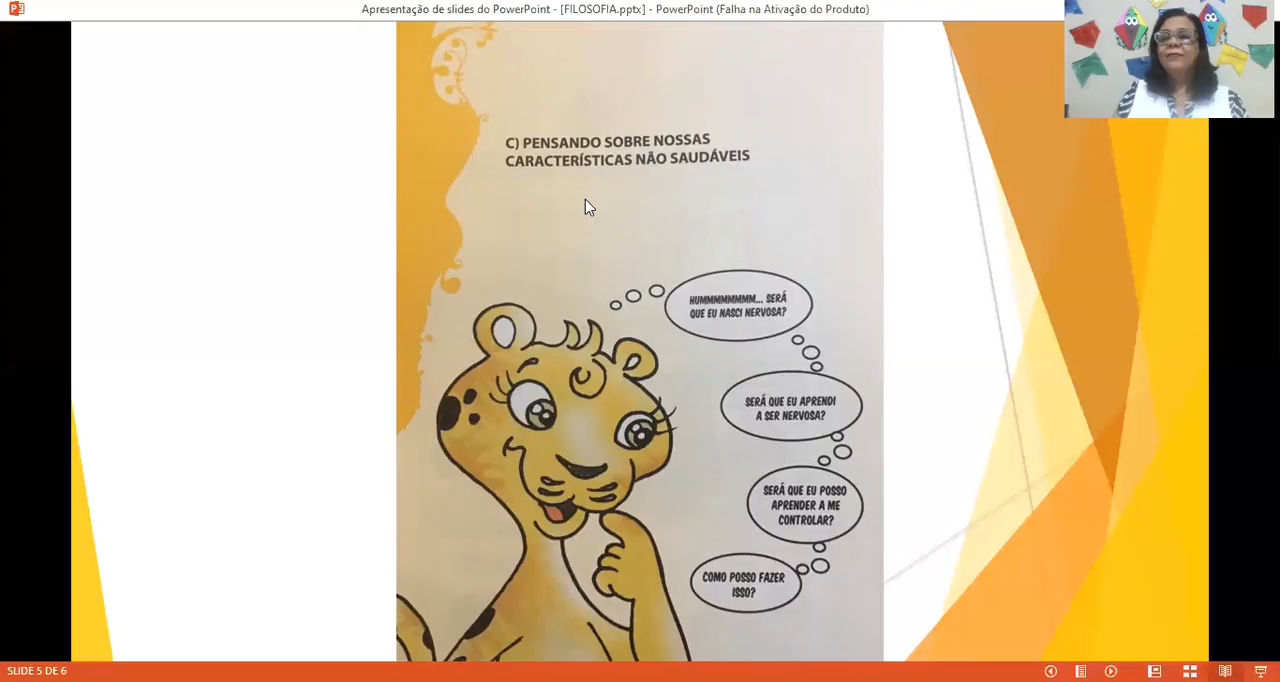 Apresentação de slides do PowerPoint - [FILOSOFIA.pptx] - PowerPoint (Falha na Ativação do Produto)
C) PENSANDO SOBRE NOSSAS
CARACTERÍSTICAS NÃO SAUDÁVEIS
HUMMMMMMMM... SERÁ
QUE EU NASCI NERVOSA?
SERÁ QUE EU APRENDI
A SER NERVOSA?
SERÁ QUE EU POSSO
APRENDER A ME
CONTROLAR?
COMO POSSO FAZER
ISSO?
SLIDE 5 DE 6